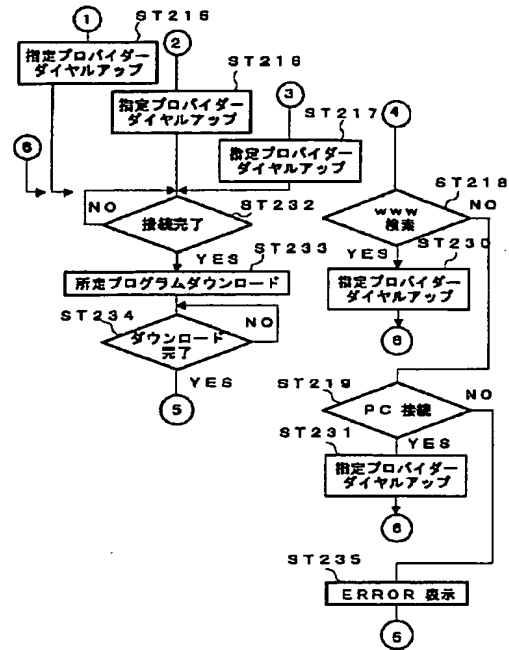 1
ST215
指定プロバイダー
ダイヤルアップ
2
ST216
指定プロバイダー
ダイヤルアップ
3
ST217
指定プロバイダー
ダイヤルアップ
6
NO
接続完了
ST232
YES
ST233
所定プログラムダウンロード
ST234
NO
ダウンロード
完了
YES
5
4
ST218
www
検索
NO
YES
ST230
指定プロバイダー
ダイヤルアップ
6
ST219
PC 接続
NO
ST231
YES
指定プロバイダー
ダイヤルアップ
6
ST235
ERROR 表示
5